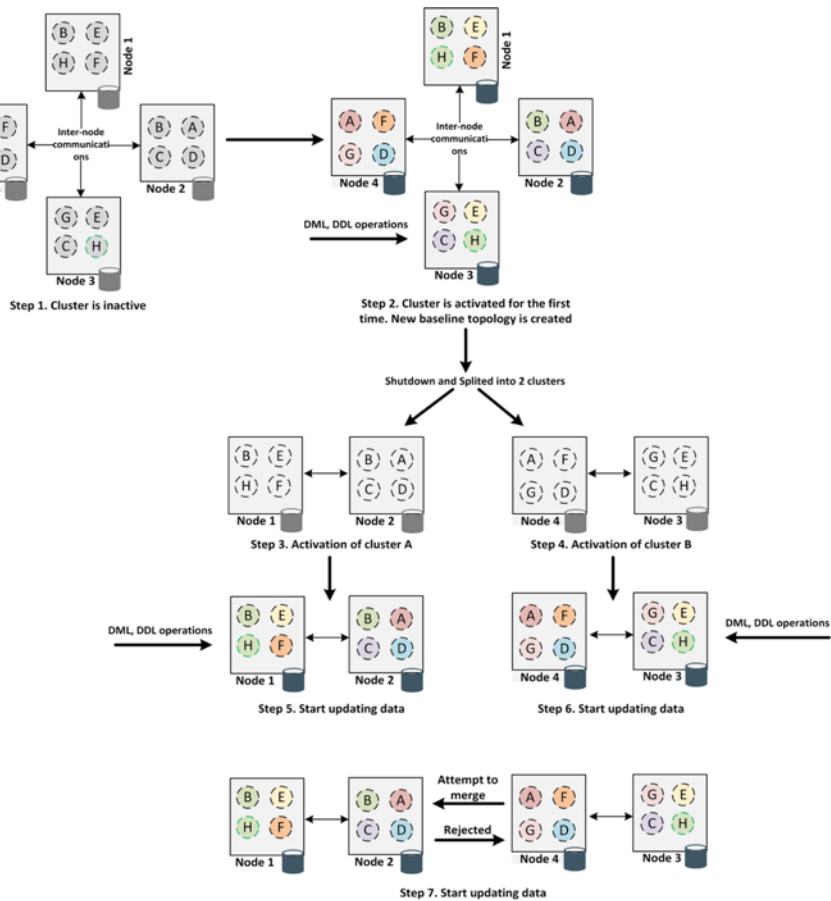 B E
H F
Node 1
F
D
Inter-node
communicati
ons
B A
C D
Node 2
G E
C H
Node 3
Step 1. Cluster is inactive
B E
H F
Node 1
A F
G D
Node 4
Inter-node
communicati
ons
B A
C D
Node 2
DML, DDL operations
G E
C H
Node 3
Step 2. Cluster is activated for the first
time. New baseline topology is created
Shutdown and Splited into 2 clusters
B E
H F
Node 1
B A
C D
Node 2
Step 3. Activation of cluster A
A F
G D
Node 4
G E
C H
Node 3
Step 4. Activation of cluster B
DML, DDL operations
B E
H F
Node 1
B A
C D
Node 2
Step 5. Start updating data
A F
G D
Node 4
G E
C H
Node 3
DML, DDL operations
Step 6. Start updating data
B E
H F
Node 1
B A
C D
Node 2
Attempt to
merge
Rejected
A F
G D
Node 4
G E
C H
Node 3
Step 7. Start updating data